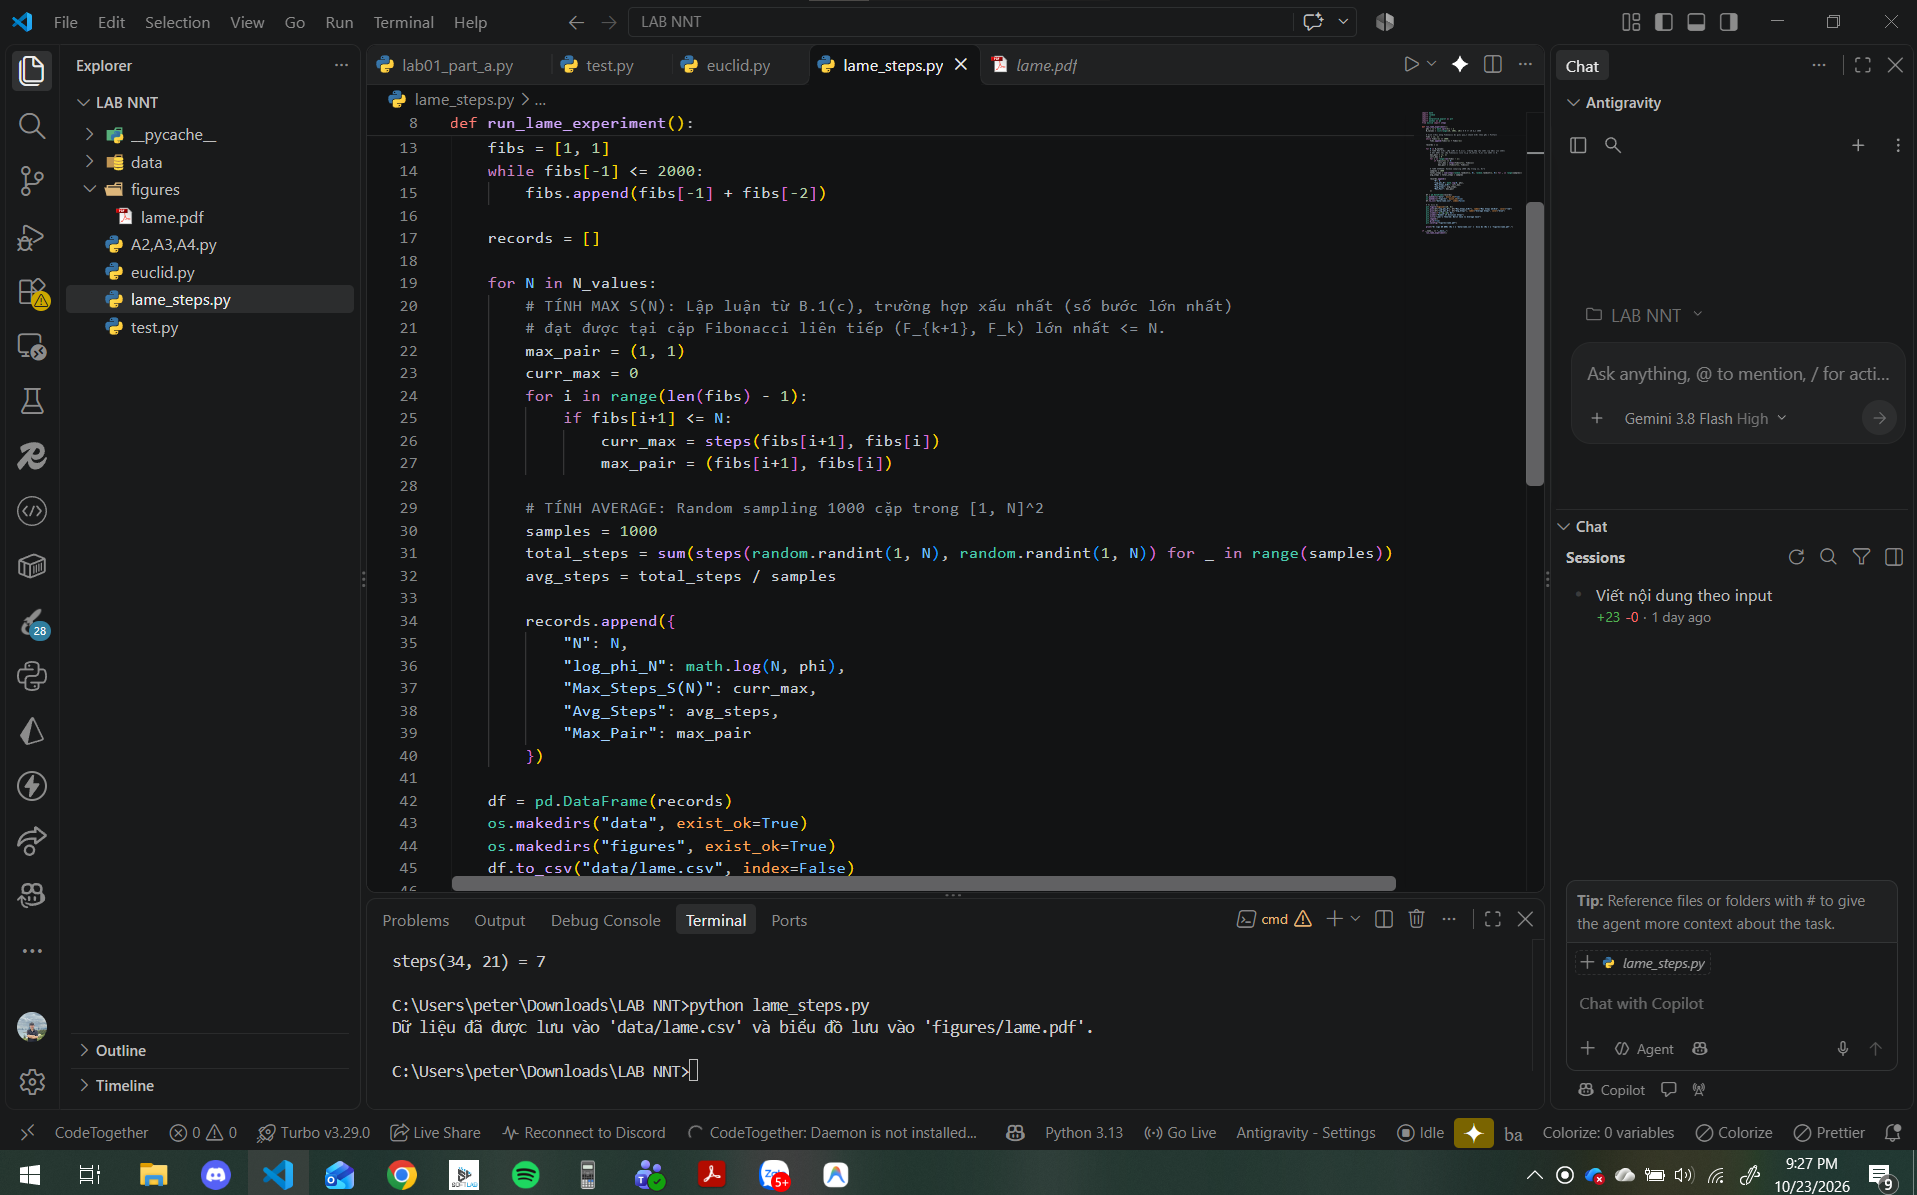 File Edit Selection View Go Run Terminal Help
LAB NNT
Explorer
LAB NNT
__pycache__
data
figures
lame.pdf
A2,A3,A4.py
euclid.py
lame_steps.py
test.py
Outline
Timeline
28
lab01_part_a.py test.py euclid.py lame_steps.py lame.pdf
lame_steps.py > ...
8 def run_lame_experiment():
13 fibs = [1, 1]
14 while fibs[-1] <= 2000:
15 fibs.append(fibs[-1] + fibs[-2])
16
17 records = []
18
19 for N in N_values:
20 # TÍNH MAX S(N): Lập luận từ B.1(c), trường hợp xấu nhất (số bước lớn nhất)
21 # đạt được tại cặp Fibonacci liên tiếp (F_{k+1}, F_k) lớn nhất <= N.
22 max_pair = (1, 1)
23 curr_max = 0
24 for i in range(len(fibs) - 1):
25 if fibs[i+1] <= N:
26 curr_max = steps(fibs[i+1], fibs[i])
27 max_pair = (fibs[i+1], fibs[i])
28
29 # TÍNH AVERAGE: Random sampling 1000 cặp trong [1, N]^2
30 samples = 1000
31 total_steps = sum(steps(random.randint(1, N), random.randint(1, N)) for _ in range(samples))
32 avg_steps = total_steps / samples
33
34 records.append({
35 "N": N,
36 "log_phi_N": math.log(N, phi),
37 "Max_Steps_S(N)": curr_max,
38 "Avg_Steps": avg_steps,
39 "Max_Pair": max_pair
40 })
41
42 df = pd.DataFrame(records)
43 os.makedirs("data", exist_ok=True)
44 os.makedirs("figures", exist_ok=True)
45 df.to_csv("data/lame.csv", index=False)
46
Problems Output Debug Console Terminal Ports
cmd
steps(34, 21) = 7
C:\Users\peter\Downloads\LAB NNT>python lame_steps.py
Dữ liệu đã được lưu vào 'data/lame.csv' và biểu đồ lưu vào 'figures/lame.pdf'.
C:\Users\peter\Downloads\LAB NNT>
Chat
Antigravity
LAB NNT
Ask anything, @ to mention, / for acti...
Gemini 3.8 Flash High
Chat
Sessions
Viết nội dung theo input
+23 -0 · 1 day ago
Tip: Reference files or folders with # to give
the agent more context about the task.
lame_steps.py
Chat with Copilot
Agent
Copilot
CodeTogether 0 0 Turbo v3.29.0 Live Share Reconnect to Discord CodeTogether: Daemon is not installed... Python 3.13 Go Live Antigravity - Settings Idle ba Colorize: 0 variables Colorize Prettier
5+
9:27 PM
10/23/2026
9